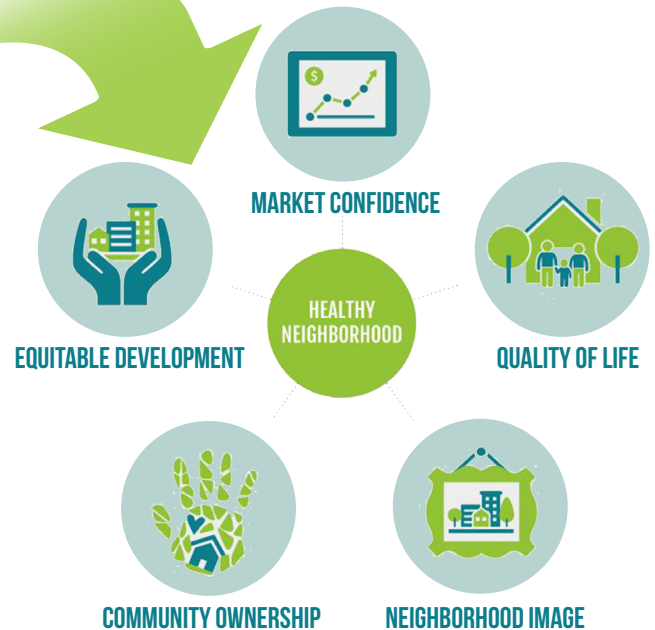 $
MARKET CONFIDENCE
HEALTHY
NEIGHBORHOOD
EQUITABLE DEVELOPMENT
QUALITY OF LIFE
COMMUNITY OWNERSHIP
NEIGHBORHOOD IMAGE